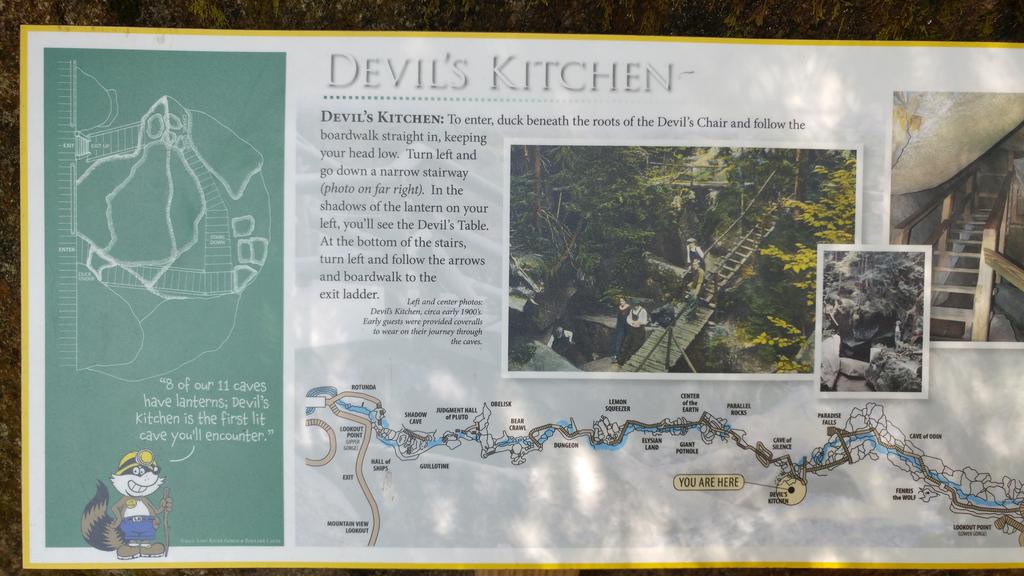 DEVIL'S KITCHEN
DEVIL'S KITCHEN: To enter, duck beneath the roots of the Devil's Chair and follow the
boardwalk straight in, keeping
your head low. Turn left and
go down a narrow stairway
(photo on far right). In the
shadows of the lantern on your
left, you'll see the Devil's Table.
At the bottom of the stairs,
turn left and follow the arrows
and boardwalk to the
exit ladder.
Left and center photos:
Devil's Kitchen, circa early 1900's.
Early guests were provided coveralls
to wear on their journey through
the caves.
EXIT
EXIT UP
ENTER
STAIRS
DOWN
"8 of our 11 caves
have lanterns; Devil's
Kitchen is the first lit
cave you'll encounter."
ROTUNDA
LOOKOUT
POINT
(UPPER
GORGE)
EXIT
MOUNTAIN VIEW
LOOKOUT
HALL of
SHIPS
SHADOW
CAVE
GUILLOTINE
JUDGMENT HALL
of PLUTO
OBELISK
BEAR
CRAWL
DUNGEON
LEMON
SQUEEZER
ELYSIAN
LAND
CENTER of
the EARTH
GIANT
POTHOLE
PARALLEL
ROCKS
CAVE of
SILENCE
YOU ARE HERE
DEVIL'S
KITCHEN
PARADISE
FALLS
CAVE of ODIN
FENRIS
the WOLF
LOOKOUT POINT
(LOWER GORGE)